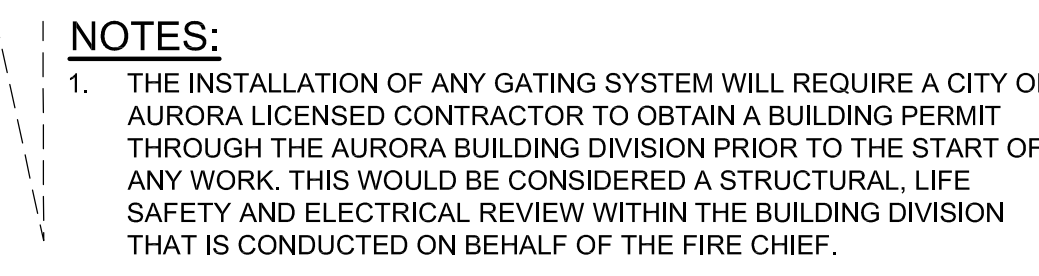 NOTES:
1. THE INSTALLATION OF ANY GATING SYSTEM WILL REQUIRE A CITY OF
AURORA LICENSED CONTRACTOR TO OBTAIN A BUILDING PERMIT
THROUGH THE AURORA BUILDING DIVISION PRIOR TO THE START OF
ANY WORK. THIS WOULD BE CONSIDERED A STRUCTURAL, LIFE
SAFETY AND ELECTRICAL REVIEW WITHIN THE BUILDING DIVISION
THAT IS CONDUCTED ON BEHALF OF THE FIRE CHIEF.